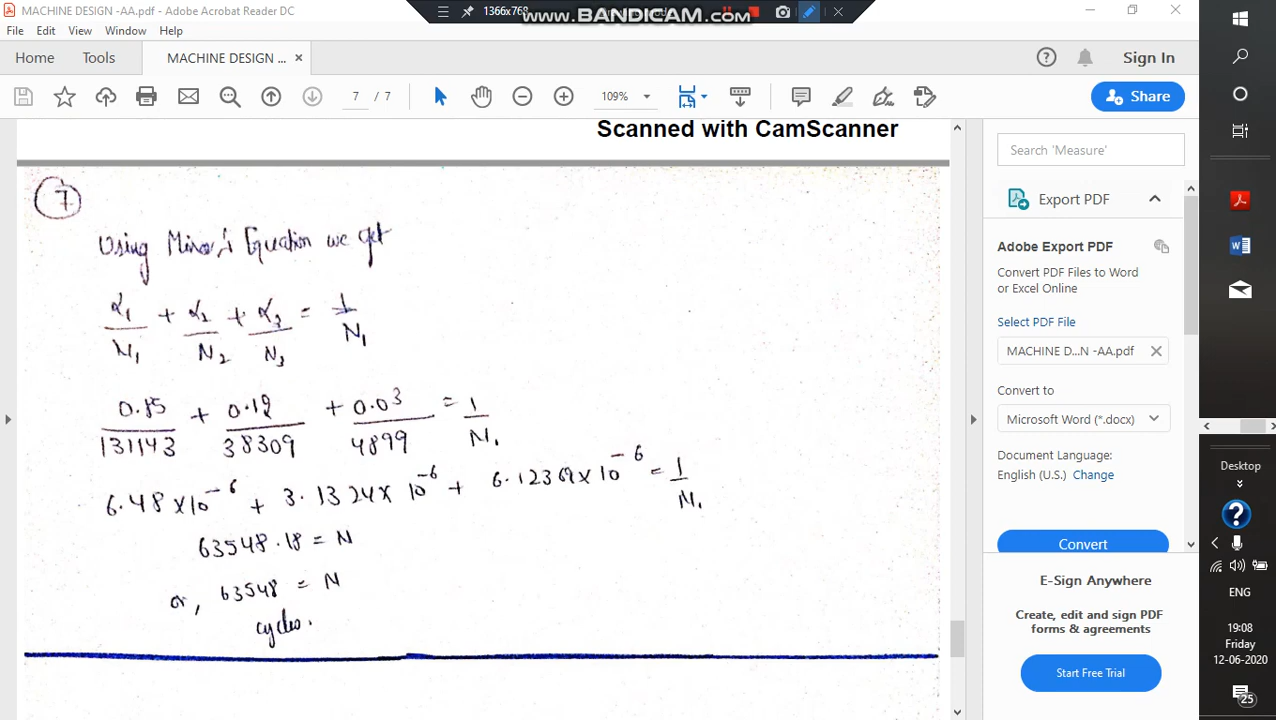 MACHINE DESIGN -AA.pdf - Adobe Acrobat Reader DC
1366x768
www.BANDICAM.com
File Edit View Window Help
Home Tools MACHINE DESIGN ... × Sign In
7 / 7 109% Share
Scanned with CamScanner
7
Using Miner's Equation we get
α1/N1 + α2/N2 + α3/N3 = 1/N1
0.85/131143 + 0.12/38309 + 0.03/4899 = 1/N1
6.48 × 10^-6 + 3.1324 × 10^-6 + 6.12369 × 10^-6 = 1/N1
63548.18 = N
or, 63548 = N
cycles.
Search 'Measure'
Export PDF
Adobe Export PDF
Convert PDF Files to Word
or Excel Online
Select PDF File
MACHINE D...N -AA.pdf ×
Convert to
Microsoft Word (*.docx)
Document Language:
English (U.S.) Change
Convert
E-Sign Anywhere
Create, edit and sign PDF
forms & agreements
Start Free Trial
Desktop
ENG
19:08
Friday
12-06-2020
25